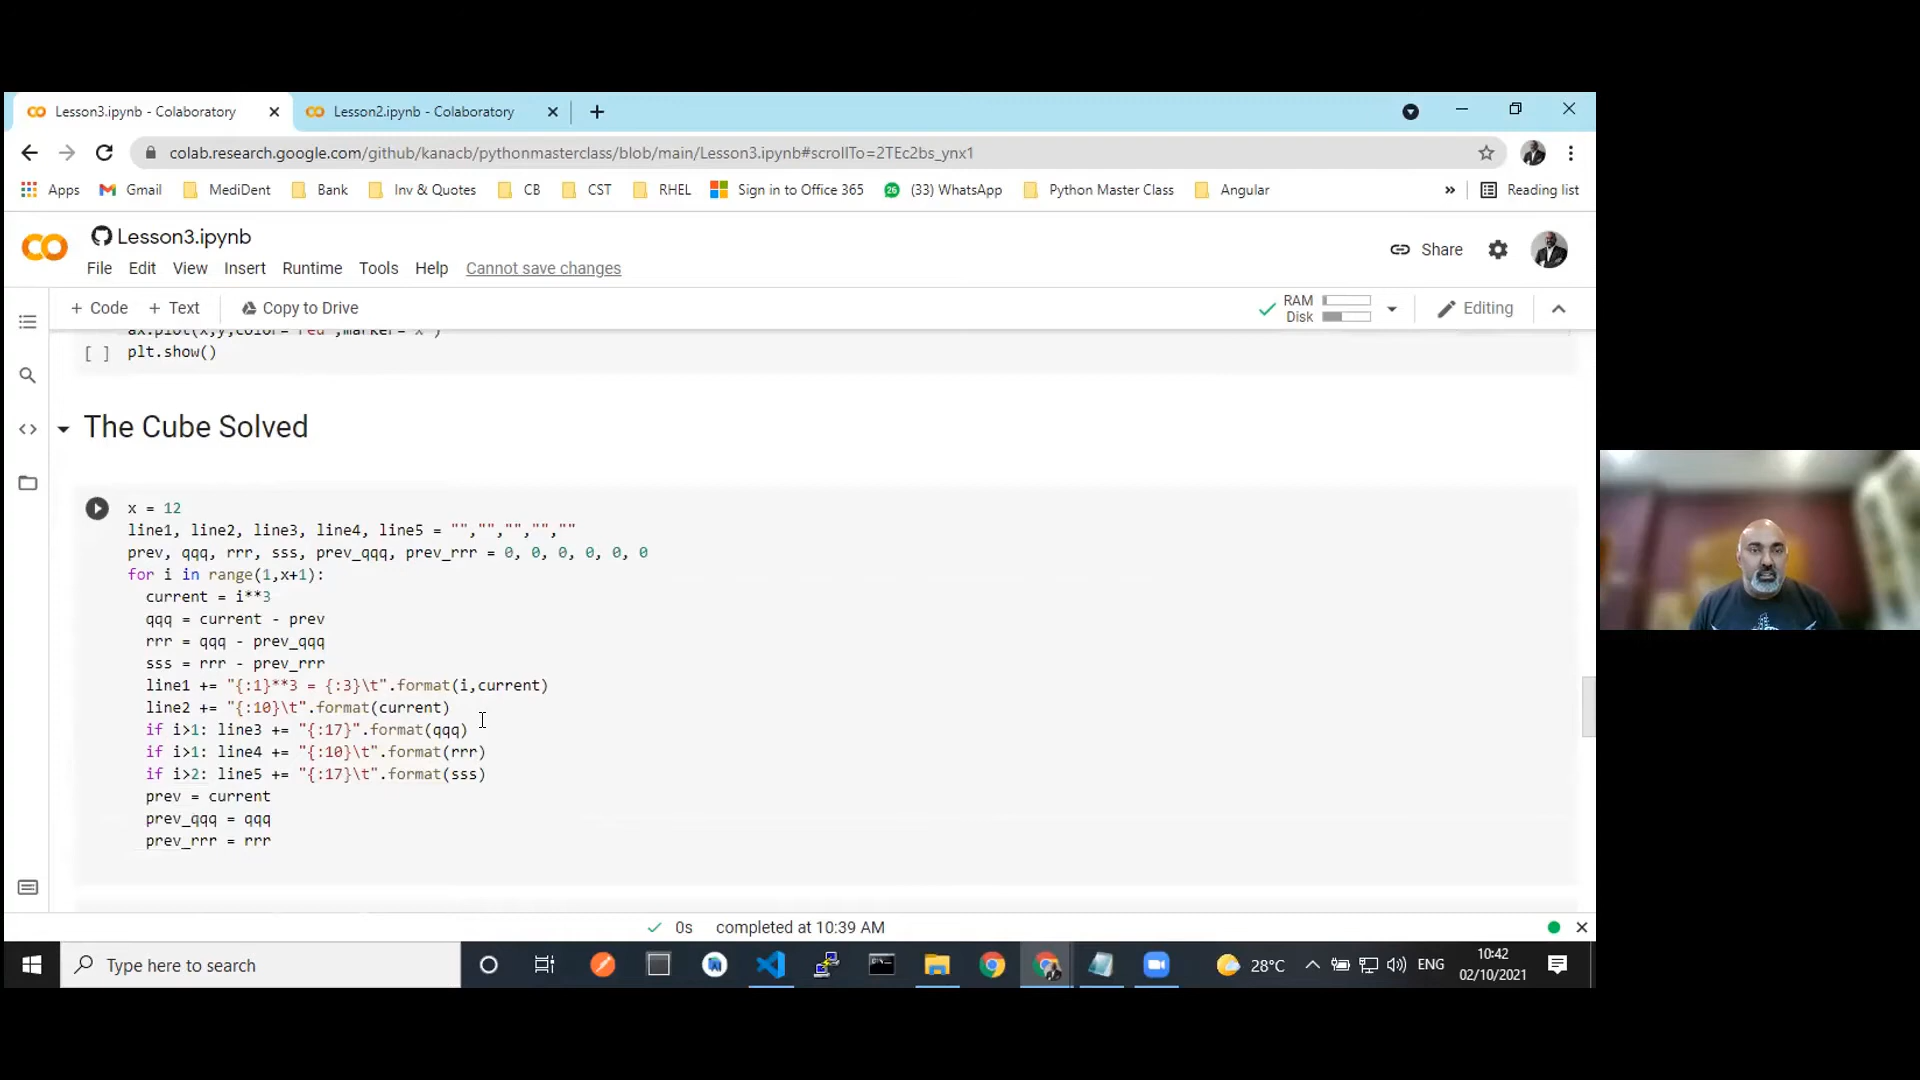 Lesson3.ipynb - Colaboratory
Lesson2.ipynb - Colaboratory
colab.research.google.com/github/kanacb/pythonmasterclass/blob/main/Lesson3.ipynb#scrollTo=2TEc2bs_ynx1
Apps Gmail MediDent Bank Inv & Quotes CB CST RHEL Sign in to Office 365 26 (33) WhatsApp Python Master Class Angular » Reading list
Lesson3.ipynb
Share
File Edit View Insert Runtime Tools Help Cannot save changes
+ Code + Text Copy to Drive
RAM
Disk
Editing
ax.plot(x,y,color='red',marker='x')
[ ] plt.show()
The Cube Solved
x = 12
line1, line2, line3, line4, line5 = "","","","",""
prev, qqq, rrr, sss, prev_qqq, prev_rrr = 0, 0, 0, 0, 0, 0
for i in range(1,x+1):
current = i**3
qqq = current - prev
rrr = qqq - prev_qqq
sss = rrr - prev_rrr
line1 += "{:1}**3 = {:3}\t".format(i,current)
line2 += "{:10}\t".format(current)
if i>1: line3 += "{:17}".format(qqq)
if i>1: line4 += "{:10}\t".format(rrr)
if i>2: line5 += "{:17}\t".format(sss)
prev = current
prev_qqq = qqq
prev_rrr = rrr
0s completed at 10:39 AM
Type here to search
28°C
ENG
10:42
02/10/2021